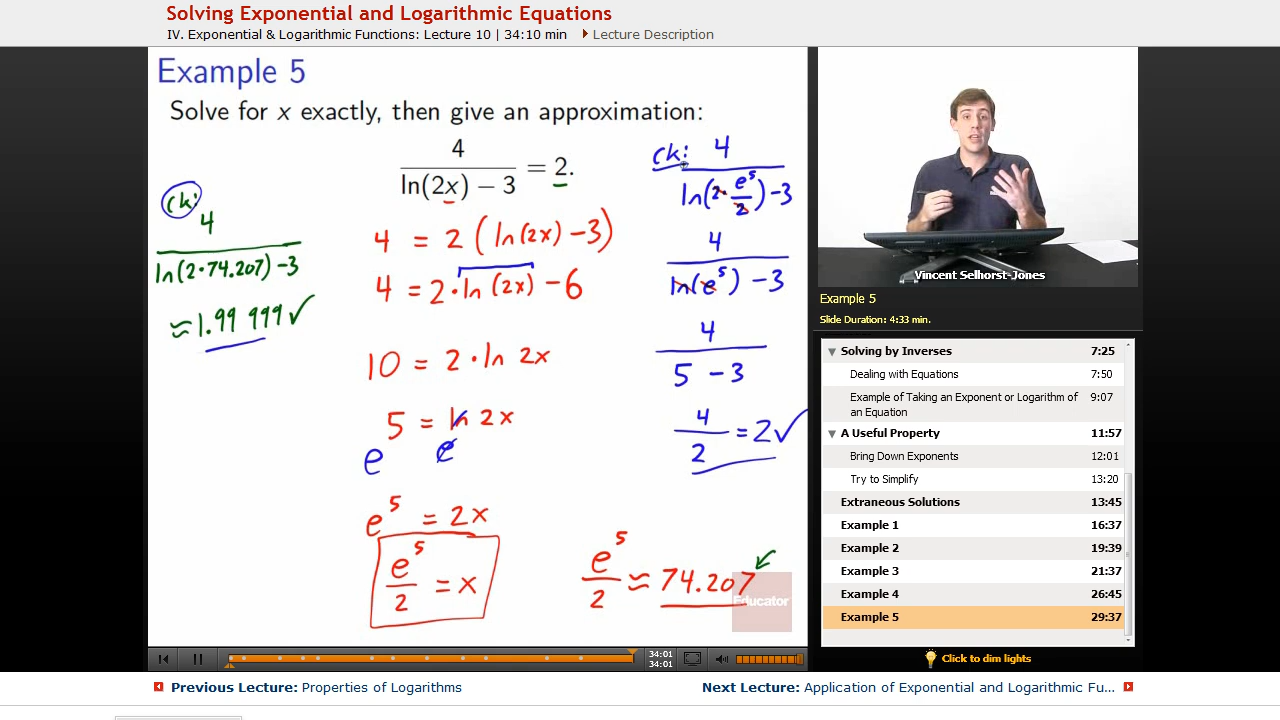 Solving Exponential and Logarithmic Equations
IV. Exponential & Logarithmic Functions: Lecture 10 | 34:10 min
Lecture Description
Example 5
Solve for x exactly, then give an approximation:
4
ln(2x) − 3
= 2.
4 = 2 ( ln(2x) − 3)
4 = 2 · ln (2x) − 6
10 = 2 · ln 2x
5 = ln 2x
e e
e^5 = 2x
e^5
2
= x
e^5
2
≈ 74.207
ck:
4
ln(2·74.207) − 3
≈ 1.99 999 ✓
ck:
4
ln(2·e^5/2) − 3
4
ln(e^5) − 3
4
5 − 3
4
2
= 2 ✓
Educator
Vincent Selhorst-Jones
Example 5
Slide Duration: 4:33 min.
Solving by Inverses 7:25
Dealing with Equations 7:50
Example of Taking an Exponent or Logarithm of 9:07
an Equation
A Useful Property 11:57
Bring Down Exponents 12:01
Try to Simplify 13:20
Extraneous Solutions 13:45
Example 1 16:37
Example 2 19:39
Example 3 21:37
Example 4 26:45
Example 5 29:37
34:01
34:01
Click to dim lights
Previous Lecture: Properties of Logarithms
Next Lecture: Application of Exponential and Logarithmic Fu...